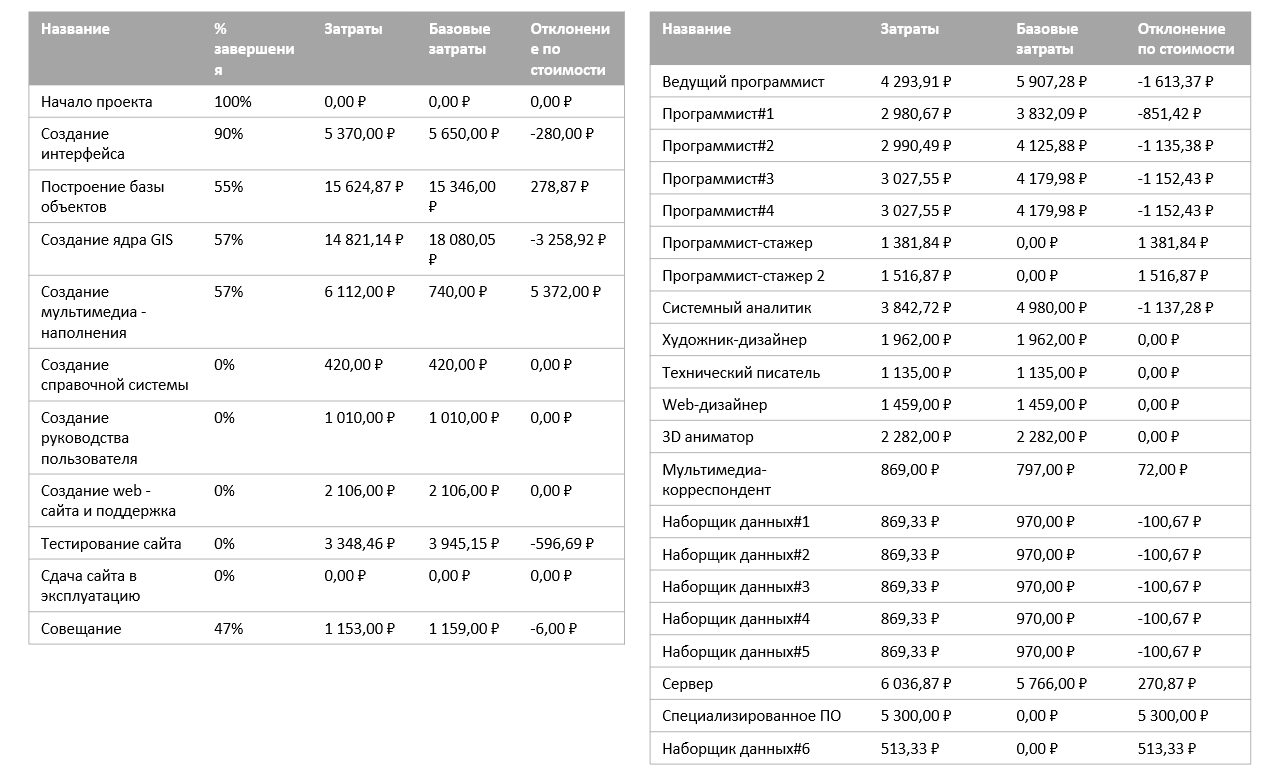 Название % завершени я Затраты Базовые затраты Отклонени е по стоимости
Начало проекта 100% 0,00 ₽ 0,00 ₽ 0,00 ₽
Создание интерфейса 90% 5 370,00 ₽ 5 650,00 ₽ -280,00 ₽
Построение базы объектов 55% 15 624,87 ₽ 15 346,00 ₽ 278,87 ₽
Создание ядра GIS 57% 14 821,14 ₽ 18 080,05 ₽ -3 258,92 ₽
Создание мультимедиа - наполнения 57% 6 112,00 ₽ 740,00 ₽ 5 372,00 ₽
Создание справочной системы 0% 420,00 ₽ 420,00 ₽ 0,00 ₽
Создание руководства пользователя 0% 1 010,00 ₽ 1 010,00 ₽ 0,00 ₽
Создание web - сайта и поддержка 0% 2 106,00 ₽ 2 106,00 ₽ 0,00 ₽
Тестирование сайта 0% 3 348,46 ₽ 3 945,15 ₽ -596,69 ₽
Сдача сайта в эксплуатацию 0% 0,00 ₽ 0,00 ₽ 0,00 ₽
Совещание 47% 1 153,00 ₽ 1 159,00 ₽ -6,00 ₽
Название Затраты Базовые затраты Отклонение по стоимости
Ведущий программист 4 293,91 ₽ 5 907,28 ₽ -1 613,37 ₽
Программист#1 2 980,67 ₽ 3 832,09 ₽ -851,42 ₽
Программист#2 2 990,49 ₽ 4 125,88 ₽ -1 135,38 ₽
Программист#3 3 027,55 ₽ 4 179,98 ₽ -1 152,43 ₽
Программист#4 3 027,55 ₽ 4 179,98 ₽ -1 152,43 ₽
Программист-стажер 1 381,84 ₽ 0,00 ₽ 1 381,84 ₽
Программист-стажер 2 1 516,87 ₽ 0,00 ₽ 1 516,87 ₽
Системный аналитик 3 842,72 ₽ 4 980,00 ₽ -1 137,28 ₽
Художник-дизайнер 1 962,00 ₽ 1 962,00 ₽ 0,00 ₽
Технический писатель 1 135,00 ₽ 1 135,00 ₽ 0,00 ₽
Web-дизайнер 1 459,00 ₽ 1 459,00 ₽ 0,00 ₽
3D аниматор 2 282,00 ₽ 2 282,00 ₽ 0,00 ₽
Мультимедиа-корреспондент 869,00 ₽ 797,00 ₽ 72,00 ₽
Наборщик данных#1 869,33 ₽ 970,00 ₽ -100,67 ₽
Наборщик данных#2 869,33 ₽ 970,00 ₽ -100,67 ₽
Наборщик данных#3 869,33 ₽ 970,00 ₽ -100,67 ₽
Наборщик данных#4 869,33 ₽ 970,00 ₽ -100,67 ₽
Наборщик данных#5 869,33 ₽ 970,00 ₽ -100,67 ₽
Сервер 6 036,87 ₽ 5 766,00 ₽ 270,87 ₽
Специализированное ПО 5 300,00 ₽ 0,00 ₽ 5 300,00 ₽
Наборщик данных#6 513,33 ₽ 0,00 ₽ 513,33 ₽